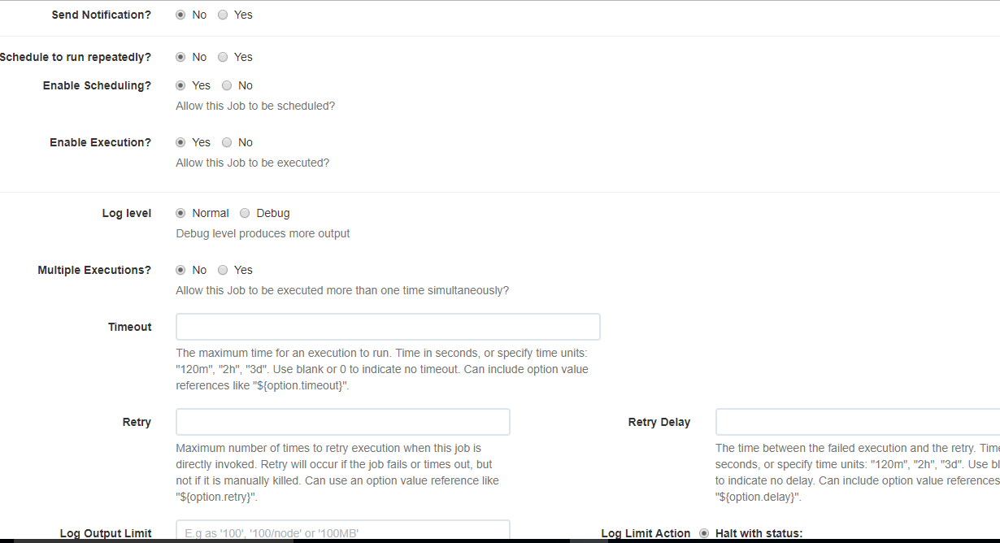 Send Notification? No Yes
Schedule to run repeatedly? No Yes
Enable Scheduling? Yes No
Allow this Job to be scheduled?
Enable Execution? Yes No
Allow this Job to be executed?
Log level Normal Debug
Debug level produces more output
Multiple Executions? No Yes
Allow this Job to be executed more than one time simultaneously?
Timeout
The maximum time for an execution to run. Time in seconds, or specify time units:
"120m", "2h", "3d". Use blank or 0 to indicate no timeout. Can include option value
references like "${option.timeout}".
Retry
Maximum number of times to retry execution when this job is
directly invoked. Retry will occur if the job fails or times out, but
not if it is manually killed. Can use an option value reference like
"${option.retry}".
Retry Delay
The time between the failed execution and the retry.
seconds, or specify time units: "120m", "2h", "3d". Use
to indicate no delay. Can include option value references
"${option.delay}".
Log Output Limit E.g as '100', '100/node' or '100MB'
Log Limit Action Halt with status: